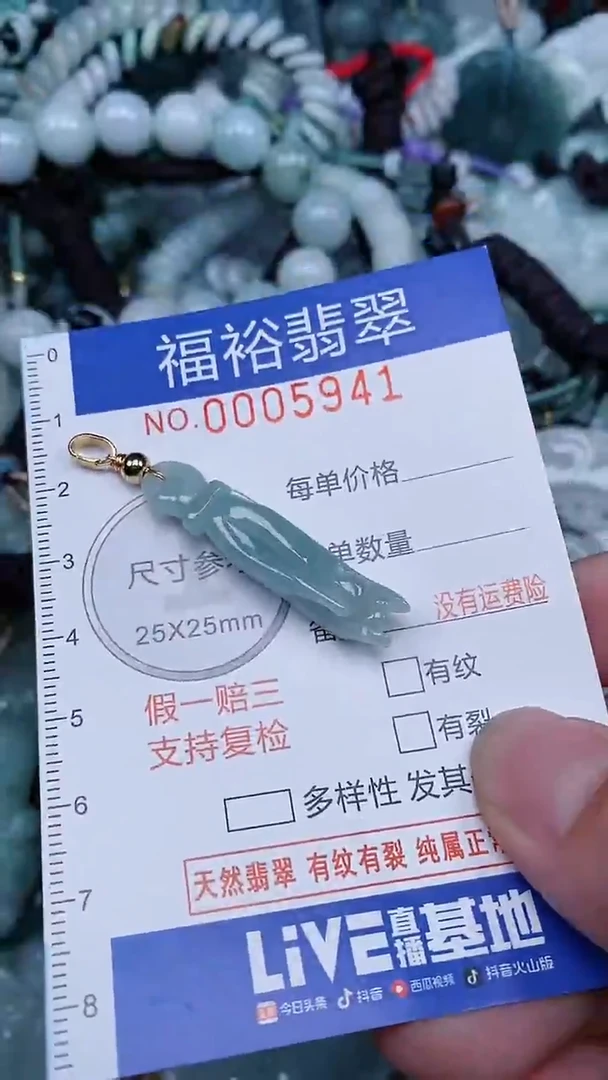 福裕翡翠
NO.0005941
0
1
2
3
4
5
6
7
8
每单价格
单数量
尺寸参
25X25mm
没有运费险
有纹
有裂
假一赔三
支持复检
多样性 发其
天然翡翠 有纹有裂 纯属正常
LiVE直播基地
今日头条 抖音 西瓜视频 抖音火山版